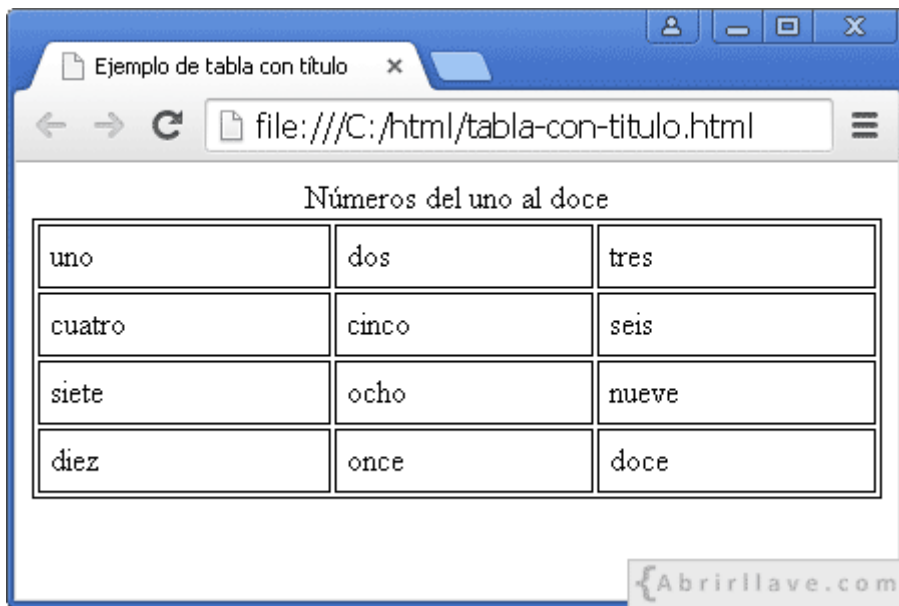 Ejemplo de tabla con título
file:///C:/html/tabla-con-titulo.html
Números del uno al doce
uno dos tres
cuatro cinco seis
siete ocho nueve
diez once doce
{Abrirllave.com